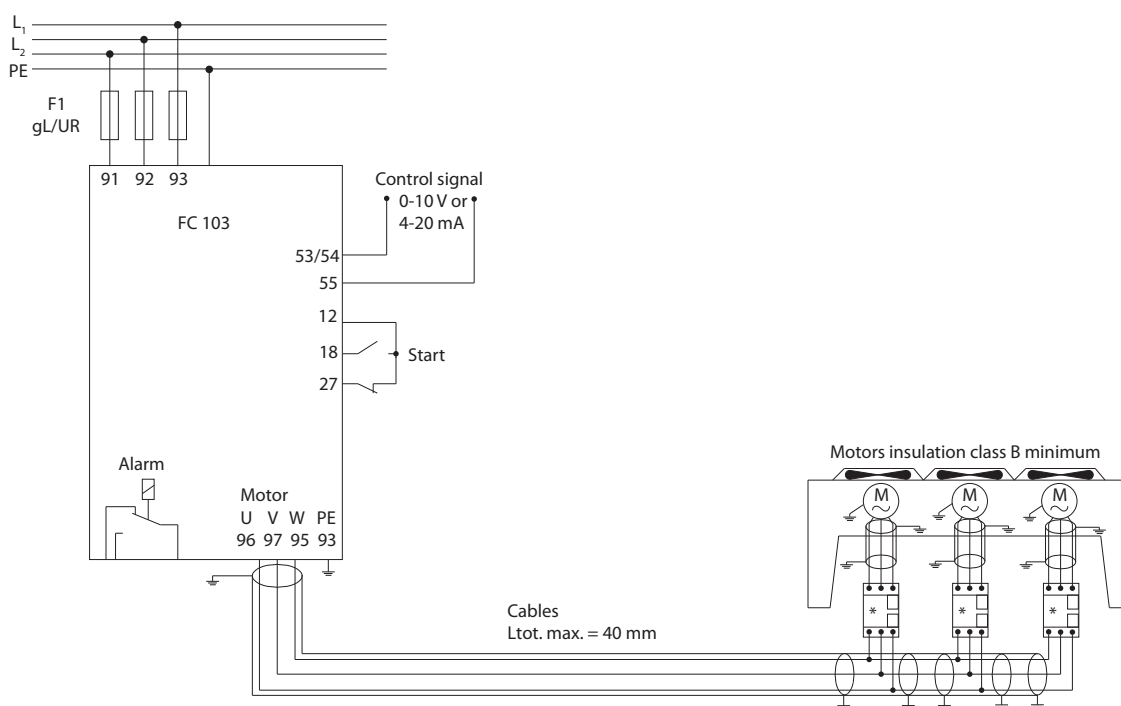 L1
L2
PE
F1
gL/UR
91 92 93
FC 103
Control signal
0-10 V or
4-20 mA
53/54
55
12
18
Start
27
Alarm
Motor
U V W PE
96 97 95 93
Motors insulation class B minimum
M M M
* * *
Cables
Ltot. max. = 40 mm